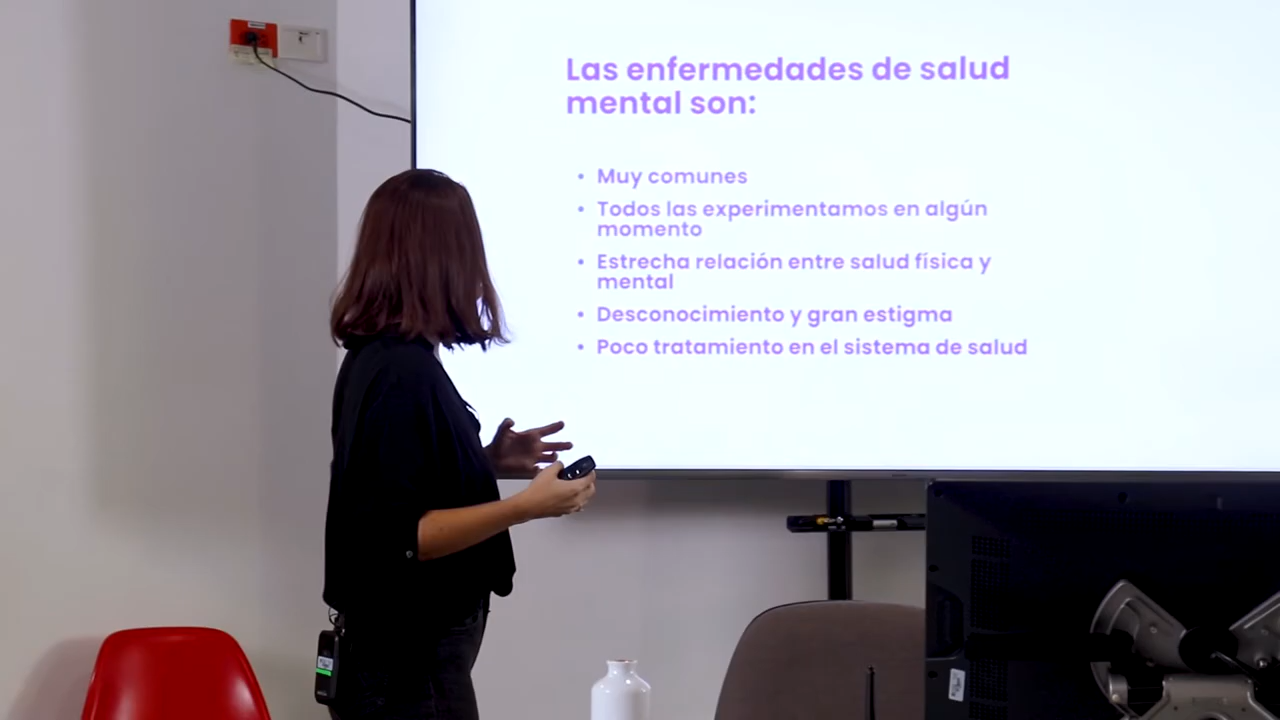 Las enfermedades de salud
mental son:
• Muy comunes
• Todos las experimentamos en algún
momento
• Estrecha relación entre salud física y
mental
• Desconocimiento y gran estigma
• Poco tratamiento en el sistema de salud